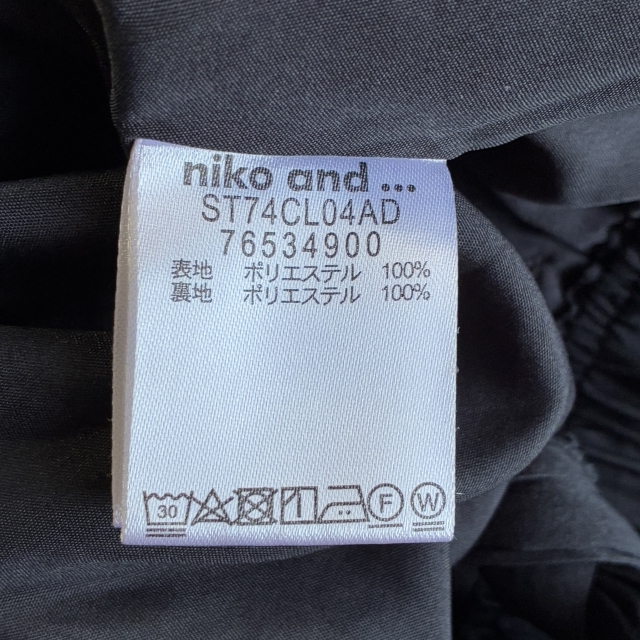 niko and ...
ST74CL04AD
76534900
表地 ポリエステル 100%
裏地 ポリエステル 100%
30 F W